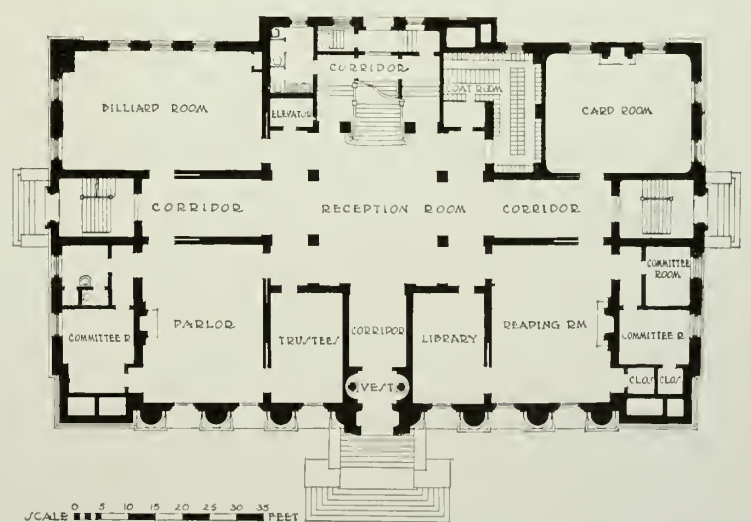 CORRIDOR
BILLIARD ROOM
ELEVATOR
COAT ROOM
CARD ROOM
CORRIDOR
RECEPTION ROOM
CORRIDOR
COMMITTEE
ROOM
PARLOR
TRUSTEES
CORRIDOR
LIBRARY
READING RM
COMMITTEE R
COMMITTEE R
VEST
CLOS
CLOS
SCALE 0 5 10 15 20 25 30 35 FEET